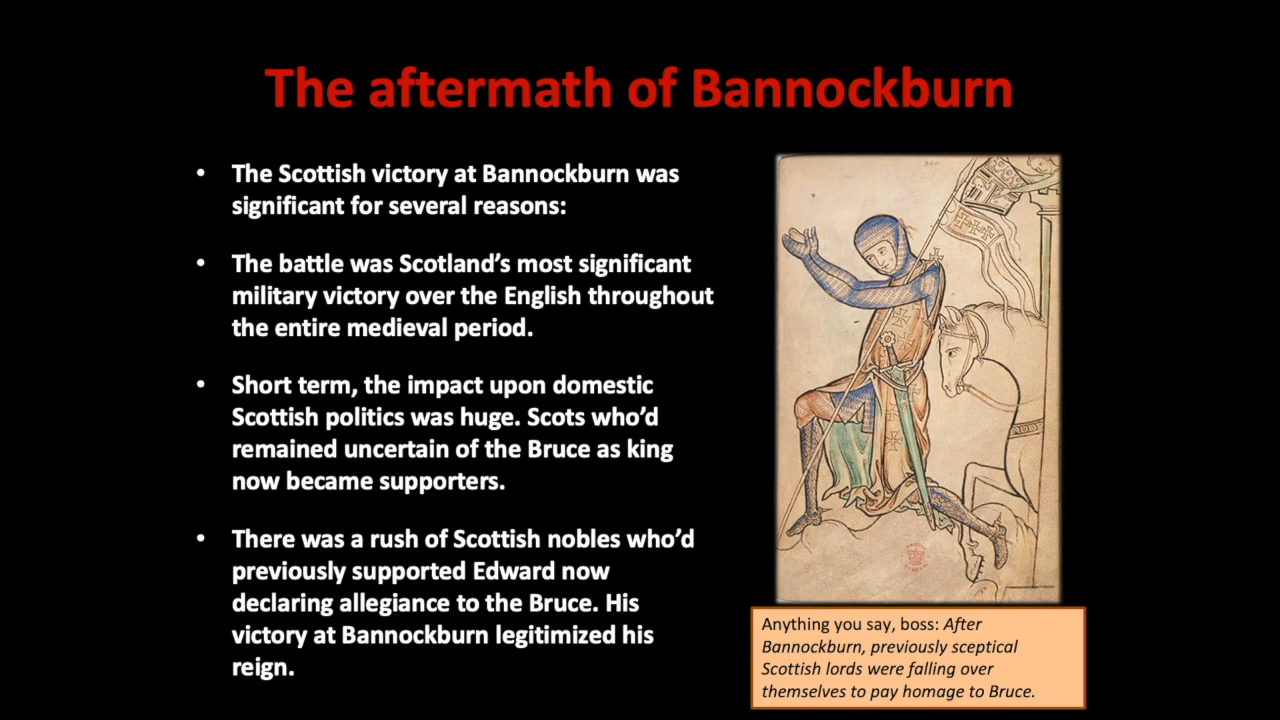 The aftermath of Bannockburn
• The Scottish victory at Bannockburn was
significant for several reasons:
• The battle was Scotland’s most significant
military victory over the English throughout
the entire medieval period.
• Short term, the impact upon domestic
Scottish politics was huge. Scots who’d
remained uncertain of the Bruce as king
now became supporters.
• There was a rush of Scottish nobles who’d
previously supported Edward now
declaring allegiance to the Bruce. His
victory at Bannockburn legitimized his
reign.
Anything you say, boss: After
Bannockburn, previously sceptical
Scottish lords were falling over
themselves to pay homage to Bruce.